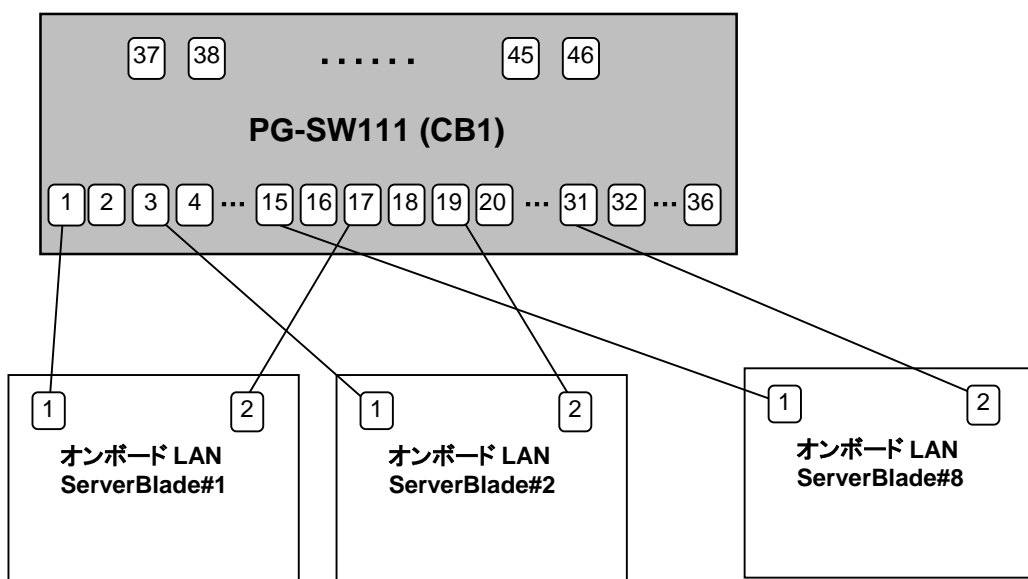 37 38 ...... 45 46
PG-SW111 (CB1)
1 2 3 4 ... 15 16 17 18 19 20 ... 31 32 ... 36
1 2
オンボード LAN
ServerBlade#1
1 2
オンボード LAN
ServerBlade#2
1 2
オンボード LAN
ServerBlade#8